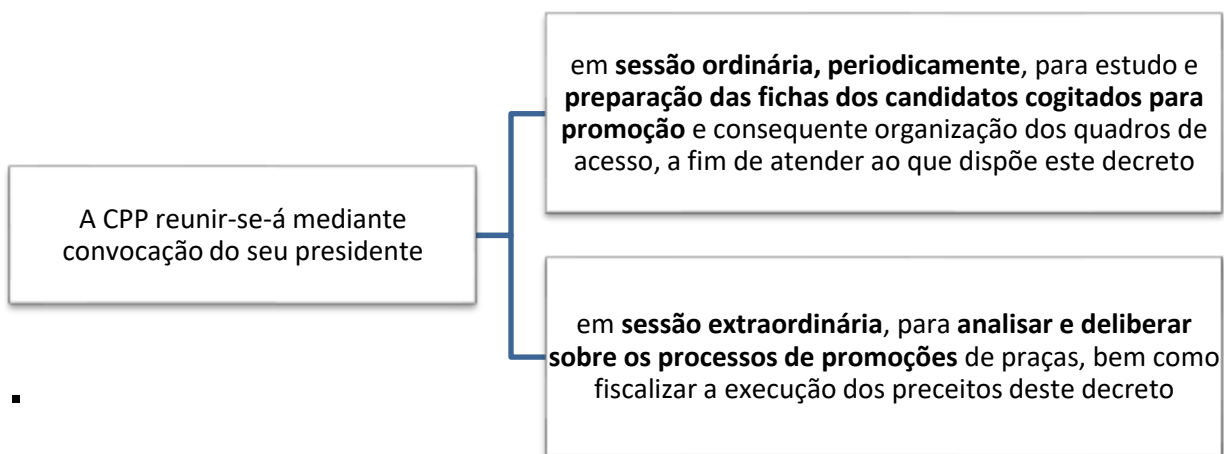 A CPP reunir-se-á mediante
convocação do seu presidente
em sessão ordinária, periodicamente, para estudo e
preparação das fichas dos candidatos cogitados para
promoção e consequente organização dos quadros de
acesso, a fim de atender ao que dispõe este decreto
em sessão extraordinária, para analisar e deliberar
sobre os processos de promoções de praças, bem como
fiscalizar a execução dos preceitos deste decreto